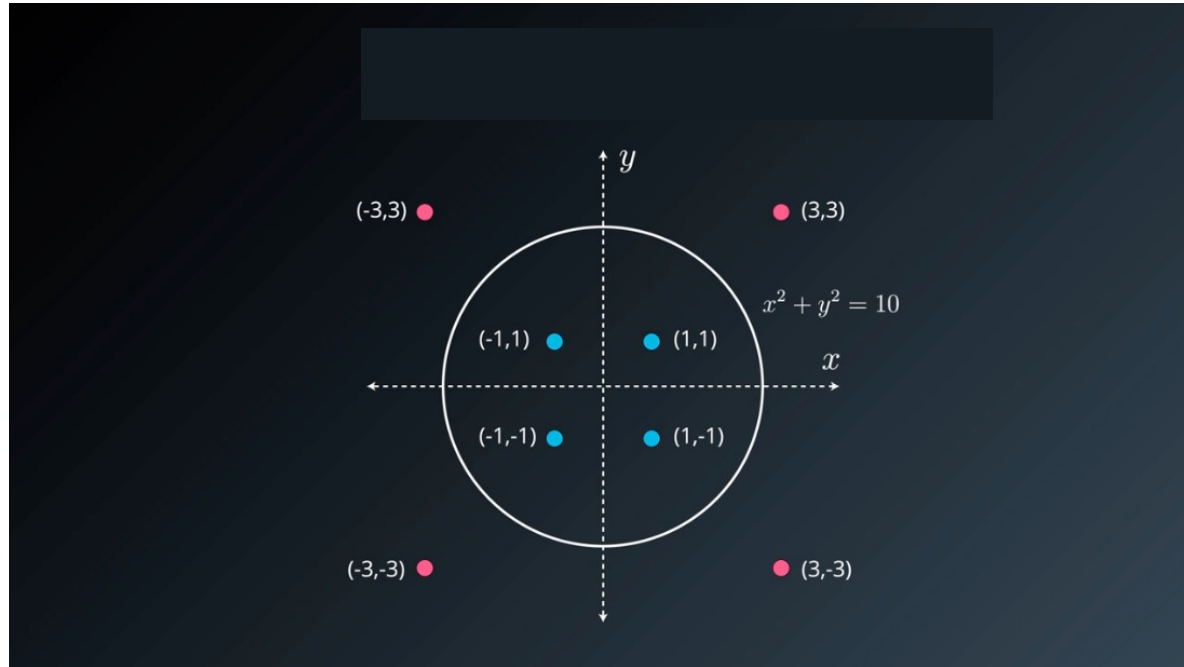 y
(-3,3)
(3,3)
x² + y² = 10
(-1,1)
(1,1)
x
(-1,-1)
(1,-1)
(-3,-3)
(3,-3)